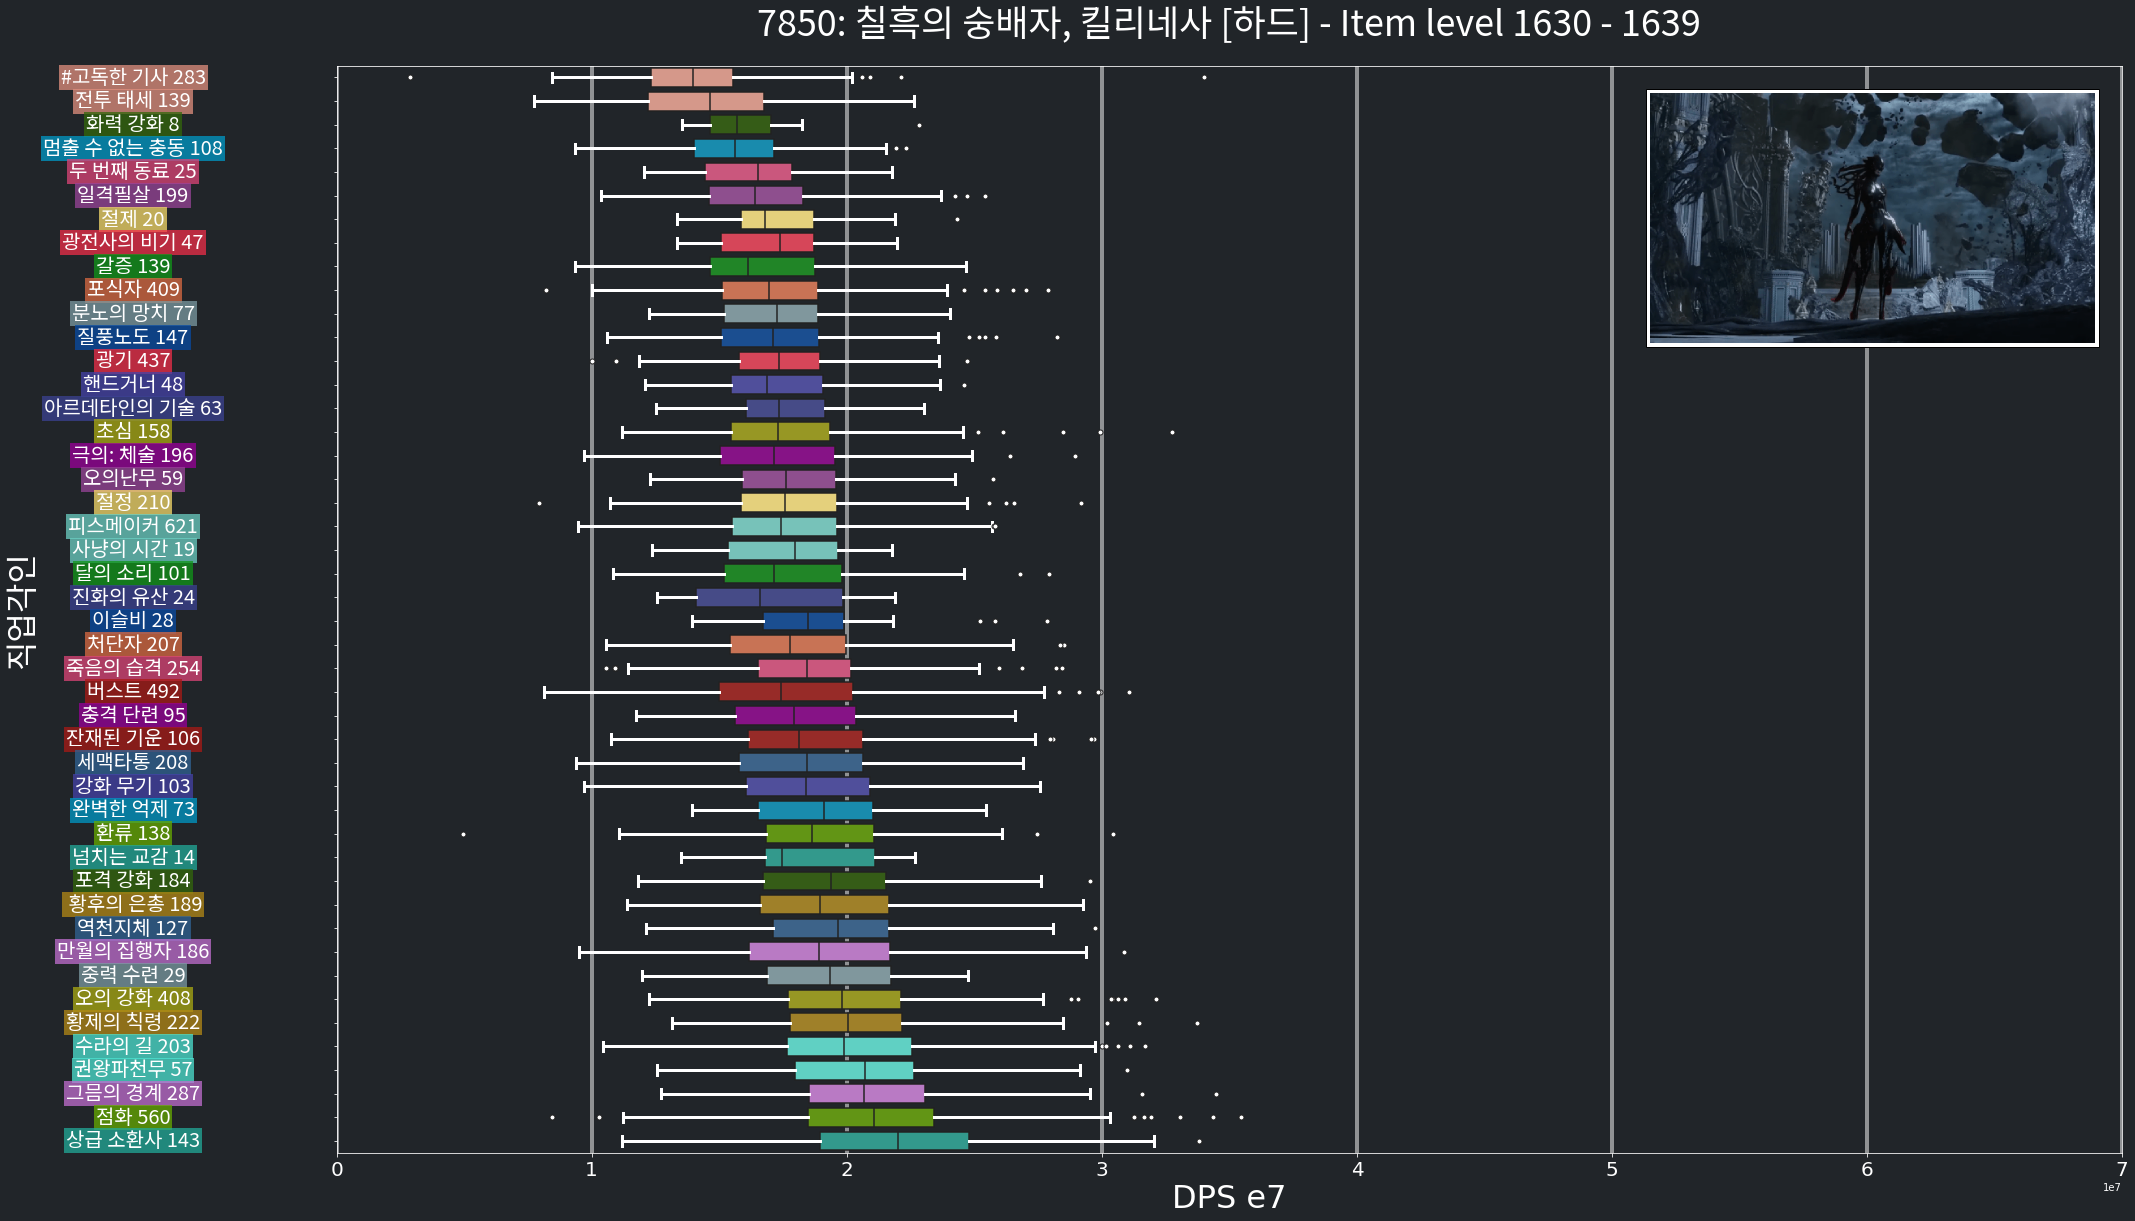 7850: 칠흑의 숭배자, 킬리네사 [하드] - Item level 1630 - 1639
#고독한 기사 283
전투 태세 139
화력 강화 8
멈출 수 없는 충동 108
두 번째 동료 25
일격필살 199
절제 20
광전사의 비기 47
갈증 139
포식자 409
분노의 망치 77
질풍노도 147
광기 437
핸드거너 48
아르데타인의 기술 63
초심 158
극의: 체술 196
오의난무 59
절정 210
피스메이커 621
사냥의 시간 19
달의 소리 101
진화의 유산 24
이슬비 28
처단자 207
죽음의 습격 254
버스트 492
충격 단련 95
잔재된 기운 106
세맥타통 208
강화 무기 103
완벽한 억제 73
환류 138
넘치는 교감 14
포격 강화 184
황후의 은총 189
역천지체 127
만월의 집행자 186
중력 수련 29
오의 강화 408
황제의 칙령 222
수라의 길 203
권왕파천무 57
그믐의 경계 287
점화 560
상급 소환사 143
직업각인
0 1 2 3 4 5 6 7
1e7
DPS e7